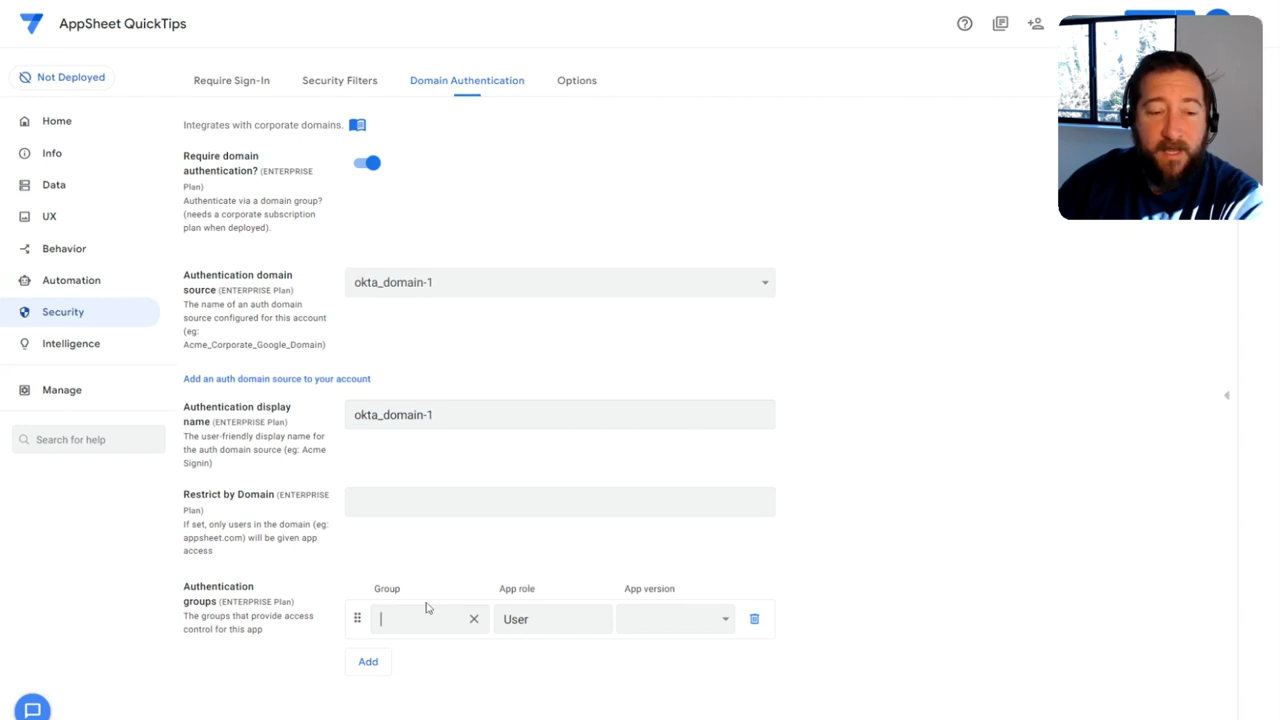 AppSheet QuickTips
Not Deployed
Home
Info
Data
UX
Behavior
Automation
Security
Intelligence
Manage
Search for help
Require Sign-In
Security Filters
Domain Authentication
Options
Integrates with corporate domains.
Require domain
authentication? (ENTERPRISE
Plan)
Authenticate via a domain group?
(needs a corporate subscription
plan when deployed).
Authentication domain
source (ENTERPRISE Plan)
The name of an auth domain
source configured for this account
(eg:
Acme_Corporate_Google_Domain)
okta_domain-1
Add an auth domain source to your account
Authentication display
name (ENTERPRISE Plan)
The user-friendly display name for
the auth domain source (eg: Acme
Signin)
okta_domain-1
Restrict by Domain (ENTERPRISE
Plan)
If set, only users in the domain (eg:
appsheet.com) will be given app
access
Authentication
groups (ENTERPRISE Plan)
The groups that provide access
control for this app
Group
App role
App version
User
Add